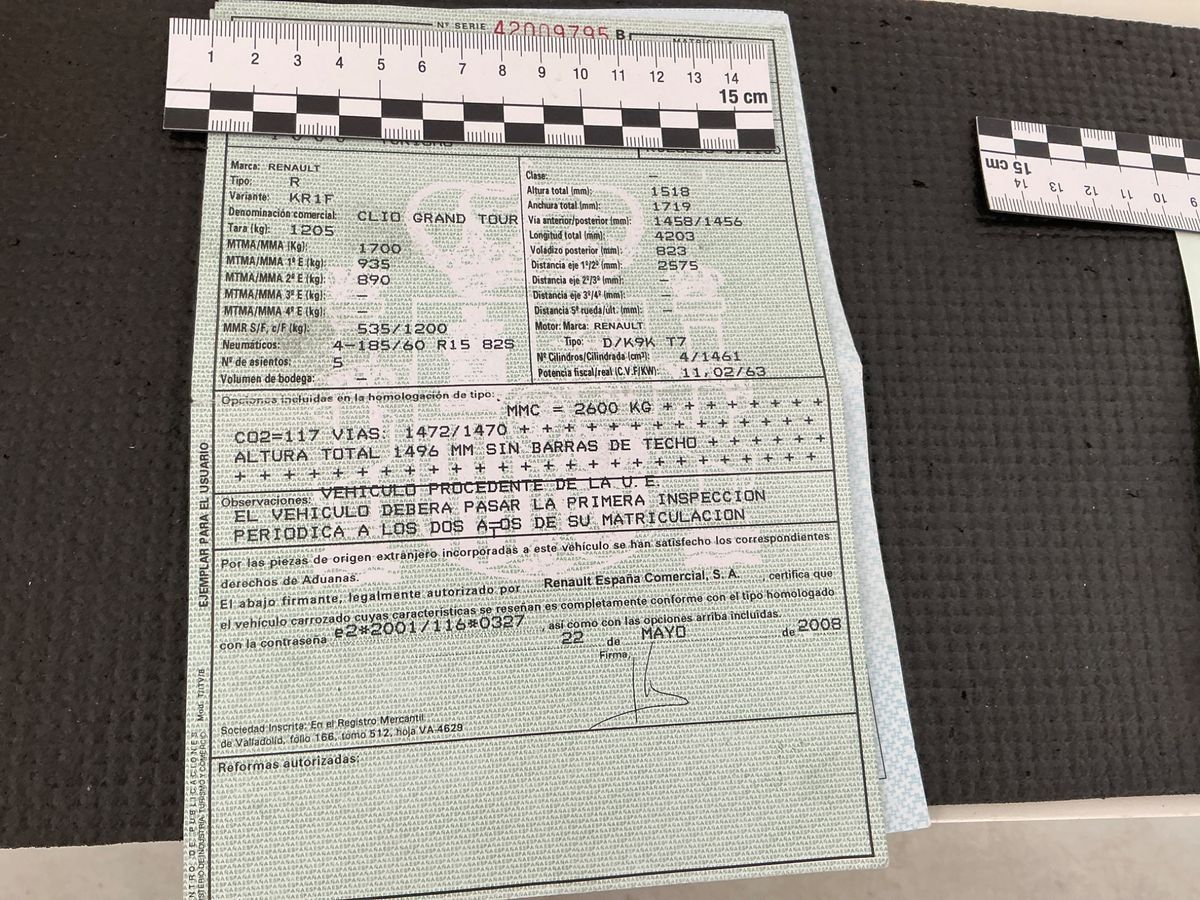 Nº SERIE 42009795 B
1 2 3 4 5 6 7 8 9 10 11 12 13 14
15 cm
15 cm
14 13 12 11 10 9
Marca: RENAULT
Tipo: R
Variante: KR1F
Denominación comercial: CLIO GRAND TOUR
Tara (kg): 1205
MTMA/MMA (Kg): 1700
MTMA/MMA 1º E (kg): 935
MTMA/MMA 2º E (kg): 890
MTMA/MMA 3º E (kg): —
MTMA/MMA 4º E (kg): —
MMR S/F, c/F (kg): 535/1200
Neumáticos: 4-185/60 R15 82S
Nº de asientos: 5
Volumen de bodega: —
Clase: —
Altura total (mm): 1518
Anchura total (mm): 1719
Vía anterior/posterior (mm): 1458/1456
Longitud total (mm): 4203
Voladizo posterior (mm): 823
Distancia eje 1º/2º (mm): 2575
Distancia eje 2º/3º (mm): —
Distancia eje 3º/4º (mm): —
Distancia 5ª rueda/ult. (mm): —
Motor: Marca: RENAULT
Tipo: D/K9K T7
Nº Cilindros/Cilindrada (cm³): 4/1461
Potencia fiscal/real (C.V.F/KW): 11,02/63
Opciones incluidas en la homologación de tipo:
MMC = 2600 KG + + + + + + + +
CO2=117 VIAS: 1472/1470 + + + + + + + + + + + + + +
ALTURA TOTAL 1496 MM SIN BARRAS DE TECHO + + + + + +
+ + + + + + + + + + + + + + + + + + + + + + + + + +
Observaciones: VEHICULO PROCEDENTE DE LA U.E.
EL VEHICULO DEBERA PASAR LA PRIMERA INSPECCION
PERIODICA A LOS DOS A=OS DE SU MATRICULACION
Por las piezas de origen extranjero incorporadas a este vehículo se han satisfecho los correspondientes
derechos de Aduanas.
El abajo firmante, legalmente autorizado por Renault España Comercial, S. A. , certifica que
el vehículo carrozado cuyas características se reseñan es completamente conforme con el tipo homologado
con la contraseña e2*2001/116*0327 , así como con las opciones arriba incluidas.
22 de MAYO de 2008
Firma,
Sociedad Inscrita: En el Registro Mercantil
de Valladolid, folio 166, tomo 512, hoja VA-4629
Reformas autorizadas:
EJEMPLAR PARA EL USUARIO